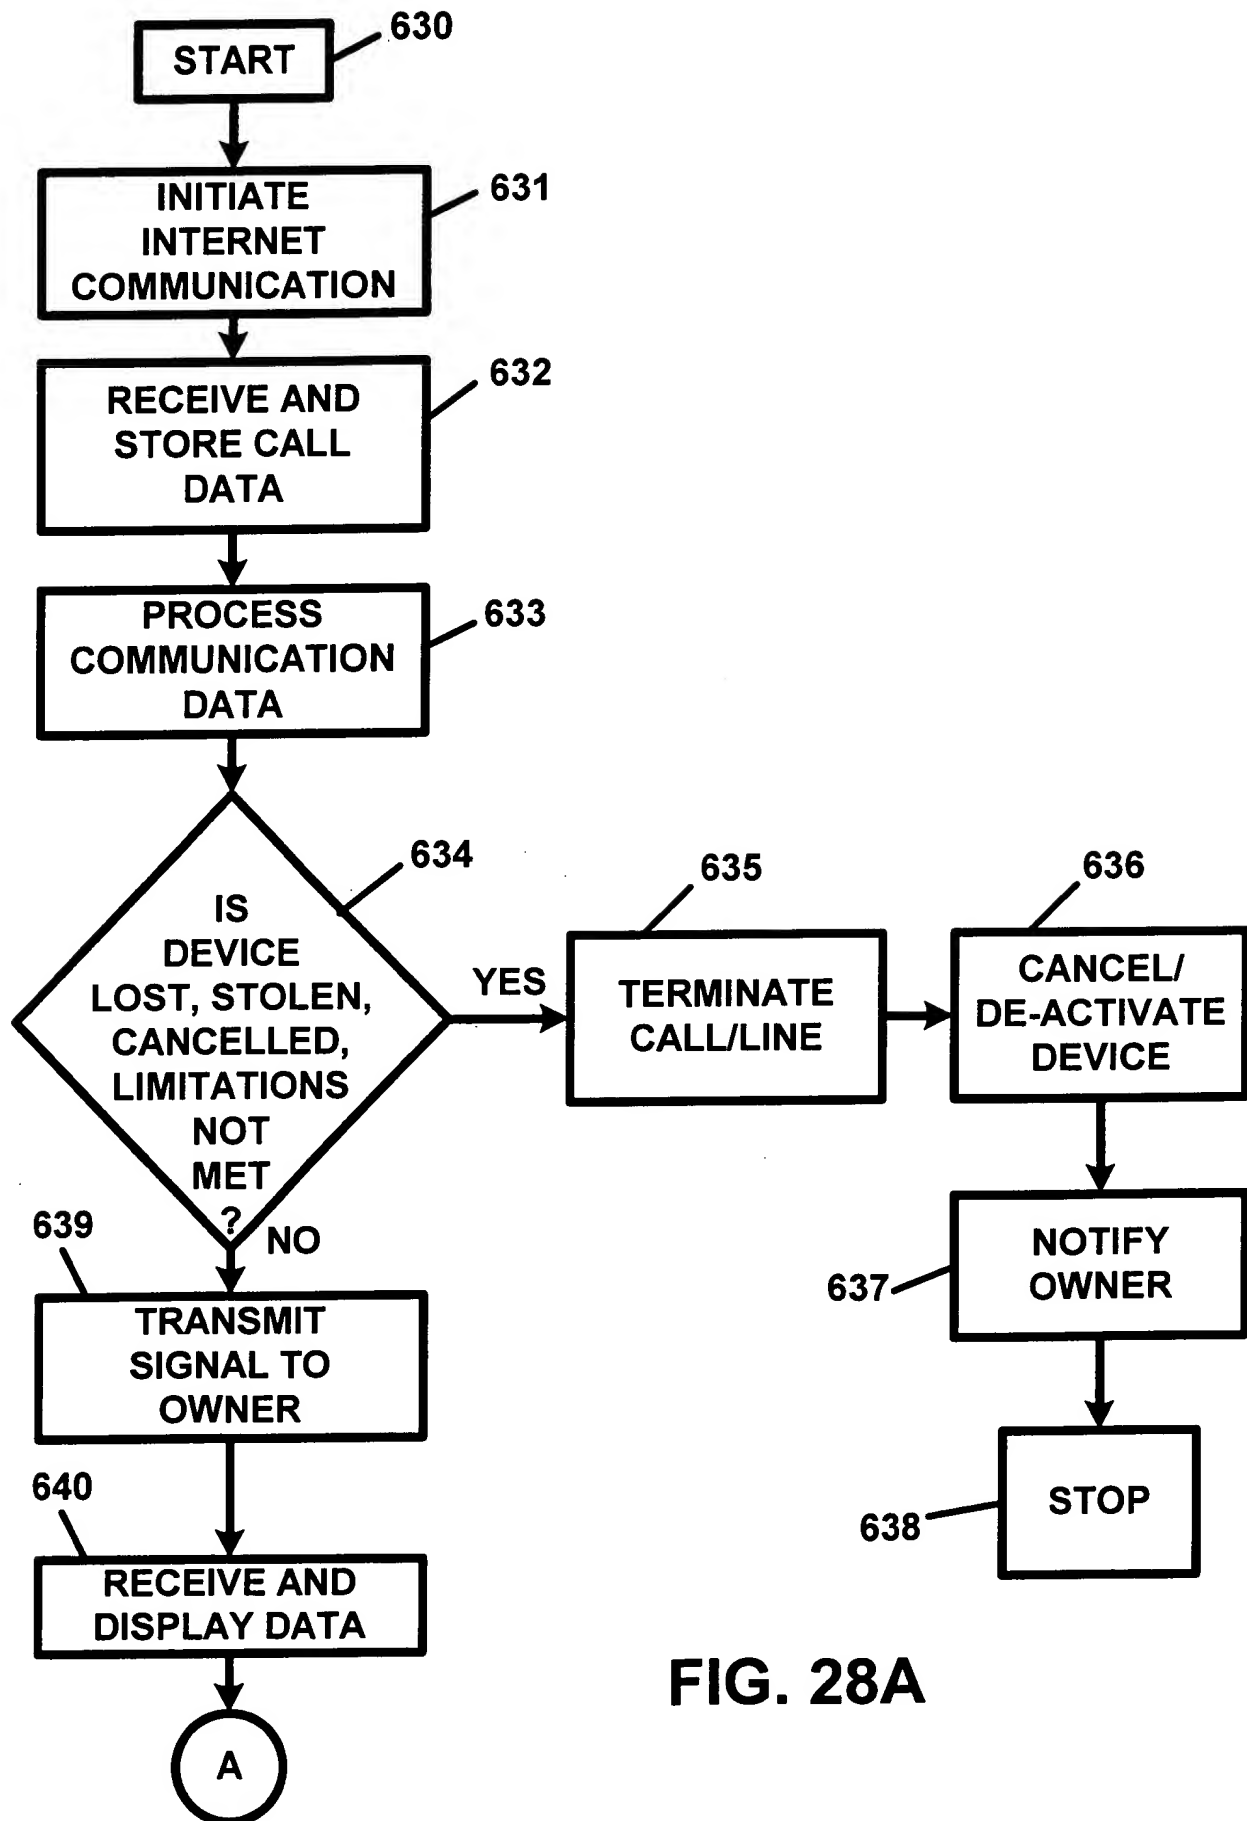 630
START
631
INITIATE
INTERNET
COMMUNICATION
632
RECEIVE AND
STORE CALL
DATA
633
PROCESS
COMMUNICATION
DATA
634
IS
DEVICE
LOST, STOLEN,
CANCELLED,
LIMITATIONS
NOT
MET
?
YES
635
TERMINATE
CALL/LINE
636
CANCEL/
DE-ACTIVATE
DEVICE
637
NOTIFY
OWNER
638
STOP
NO
639
TRANSMIT
SIGNAL TO
OWNER
640
RECEIVE AND
DISPLAY DATA
A
FIG. 28A